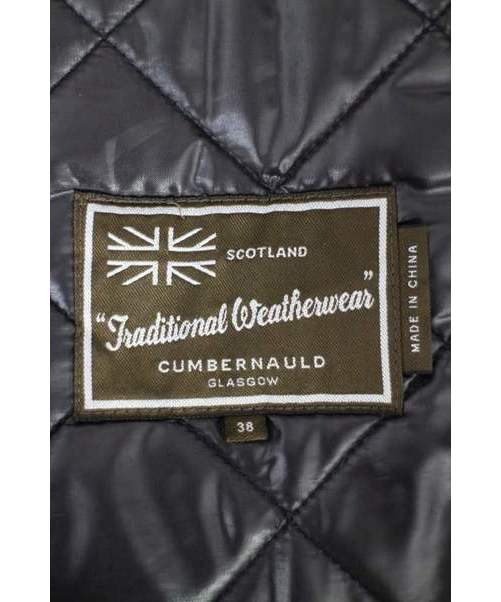 SCOTLAND
"Traditional Weatherwear"
CUMBERNAULD
GLASGOW
MADE IN CHINA
38